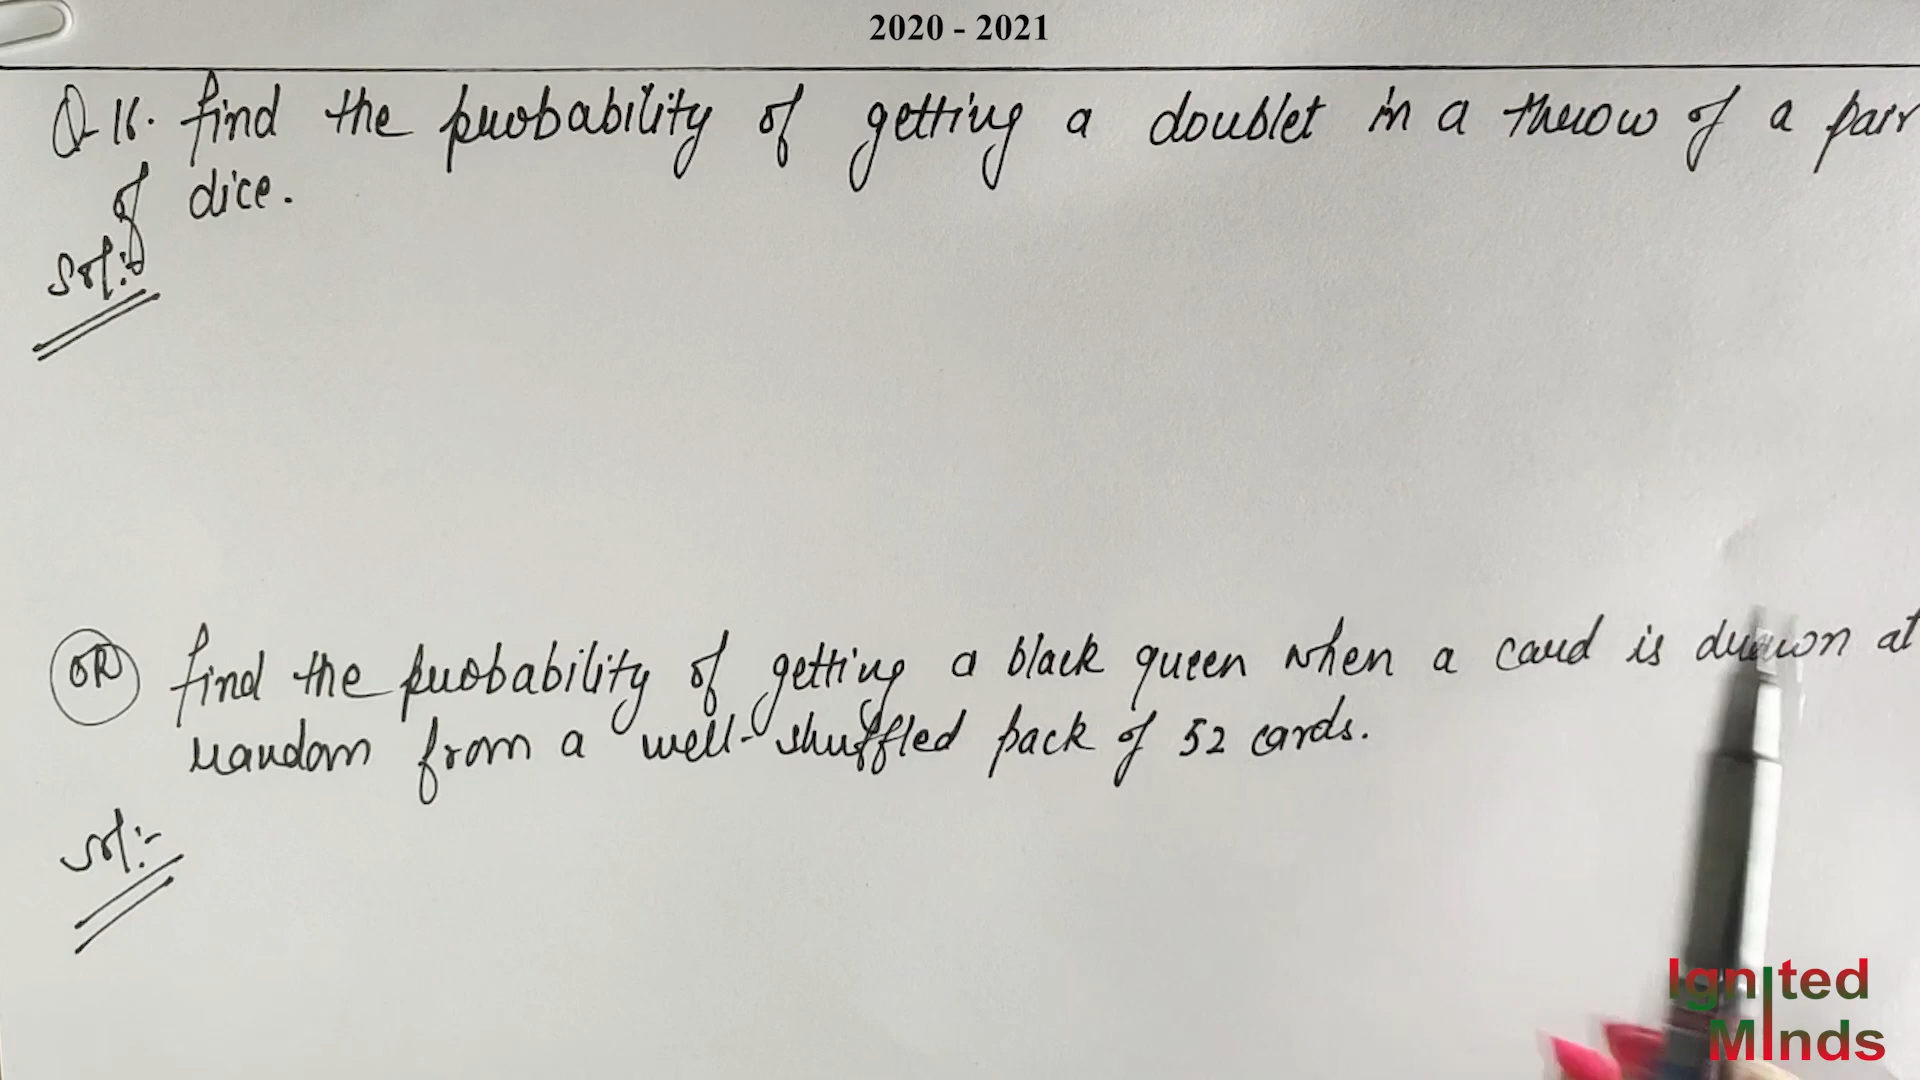 2020 - 2021
Q-16. find the probability of getting a doublet in a throw of a pair
of dice.
Sol:-
OR find the probability of getting a black queen when a card is drawn at
random from a well-shuffled pack of 52 cards.
Sol:-
Ignited
Minds